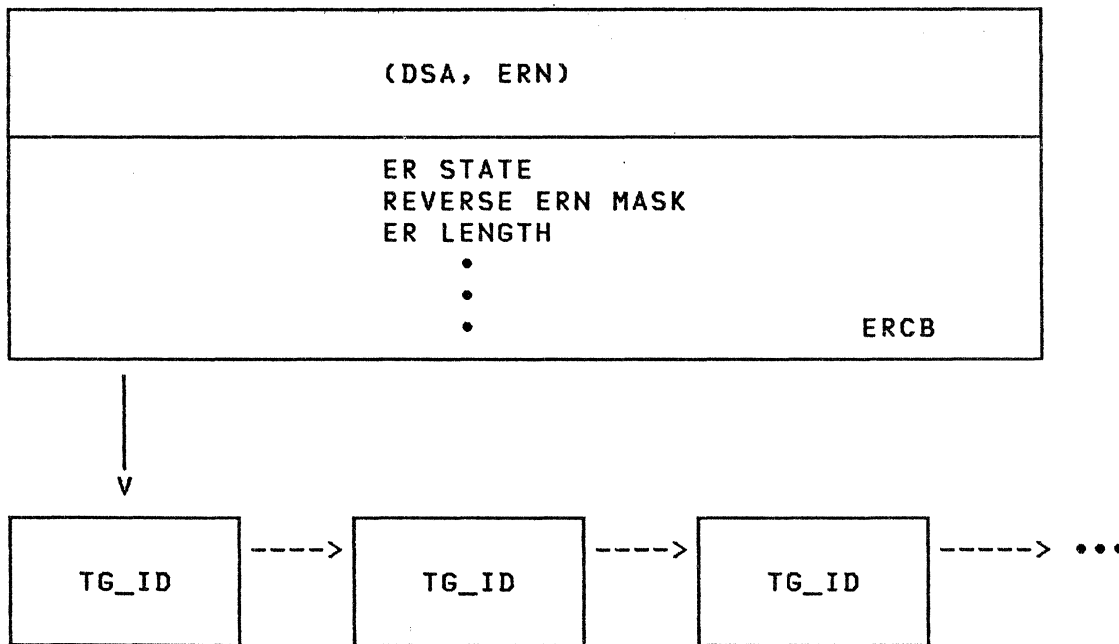 (DSA, ERN)
ER STATE
REVERSE ERN MASK
ER LENGTH
•
•
• ERCB
V
TG_ID ----> TG_ID ----> TG_ID -----> •••